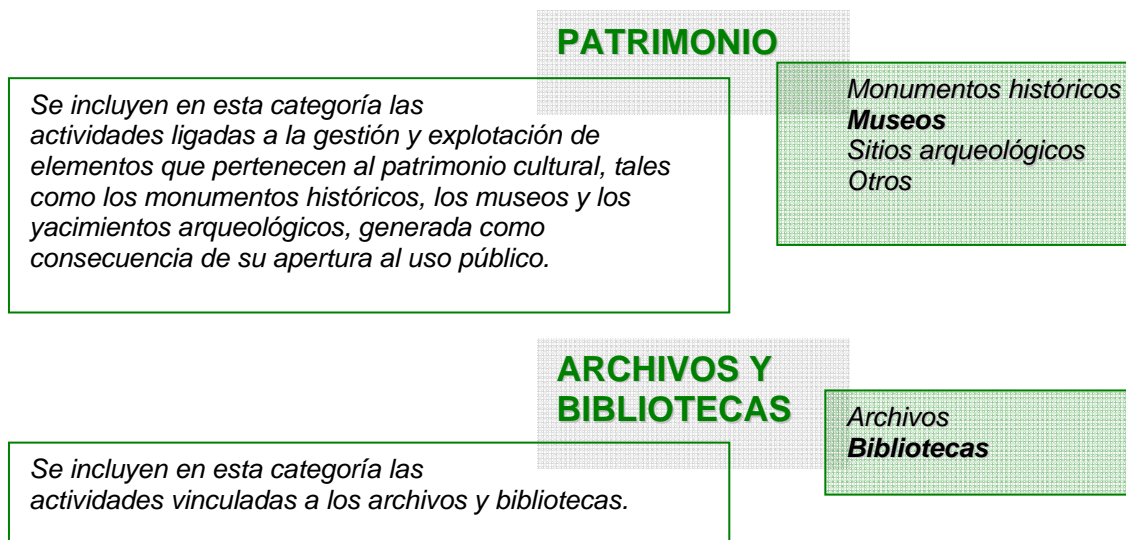 PATRIMONIO
Se incluyen en esta categoría las
actividades ligadas a la gestión y explotación de
elementos que pertenecen al patrimonio cultural, tales
como los monumentos históricos, los museos y los
yacimientos arqueológicos, generada como
consecuencia de su apertura al uso público.
Monumentos históricos
Museos
Sitios arqueológicos
Otros
ARCHIVOS Y
BIBLIOTECAS
Se incluyen en esta categoría las
actividades vinculadas a los archivos y bibliotecas.
Archivos
Bibliotecas